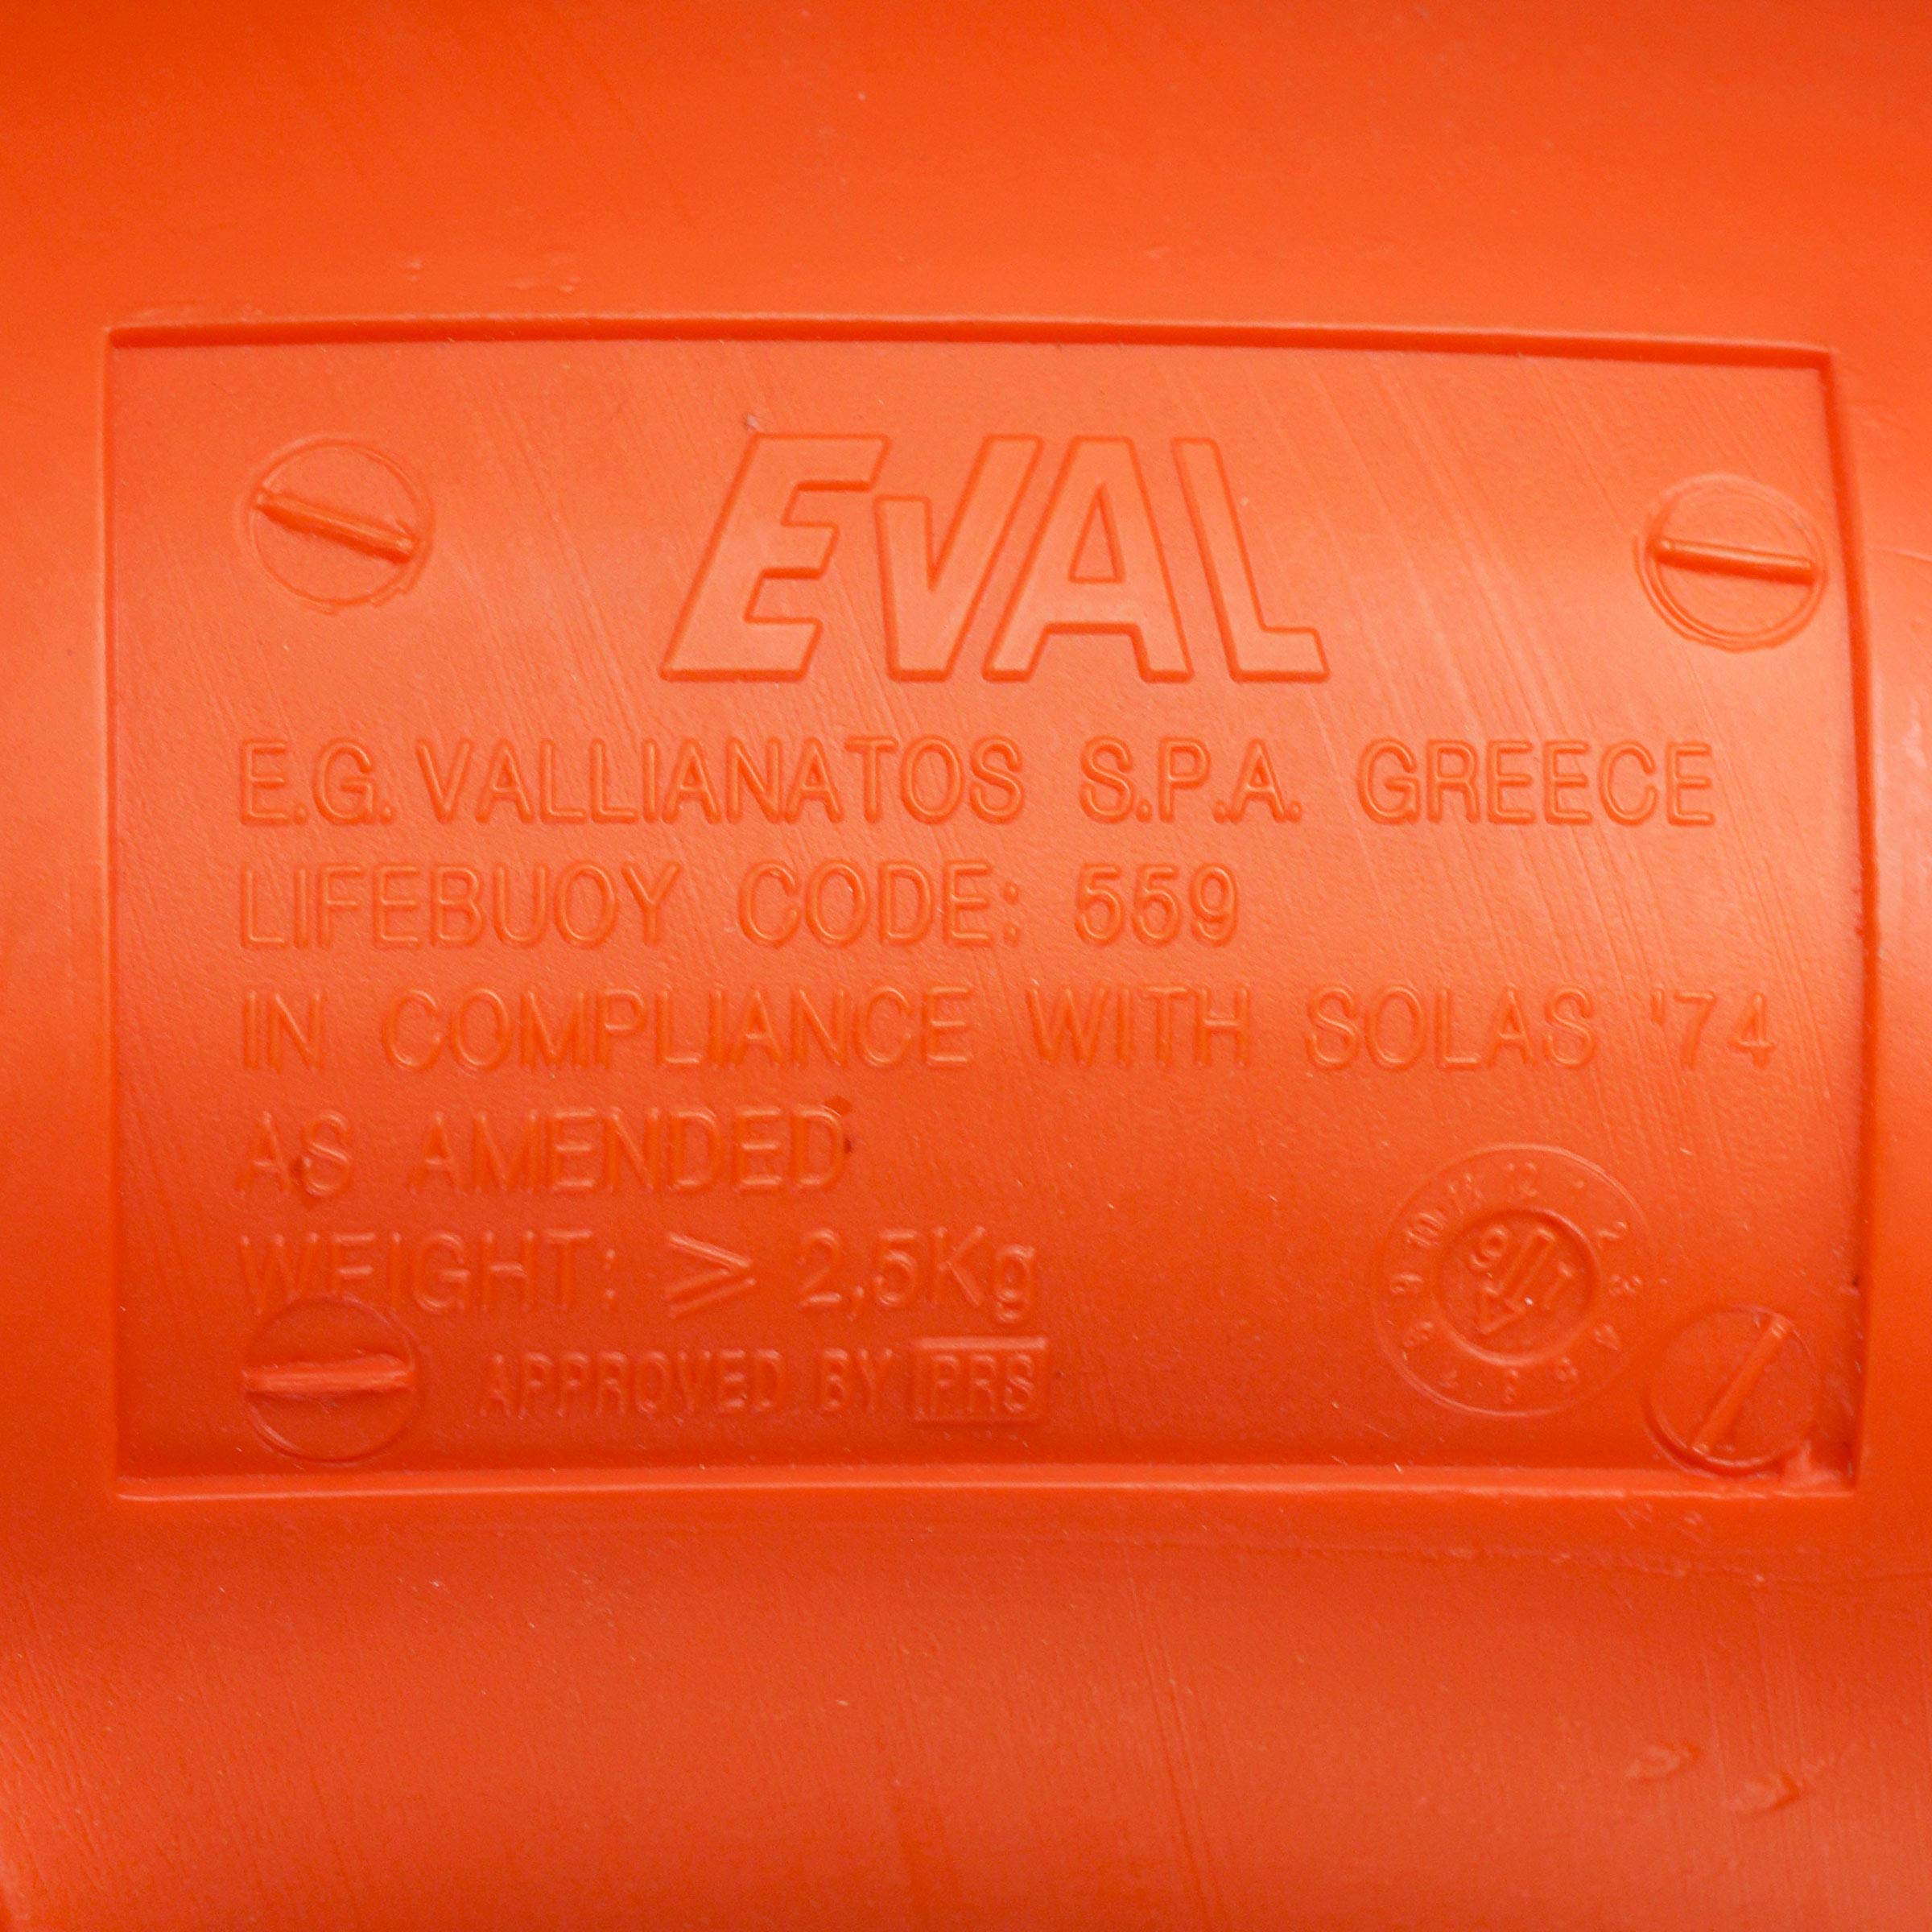 EVAL
E.G. VALLIANATOS S.P.A. GREECE
LIFEBUOY CODE: 559
IN COMPLIANCE WITH SOLAS '74
AS AMENDED
WEIGHT: ⩾ 2,5Kg
APPROVED BY PRS